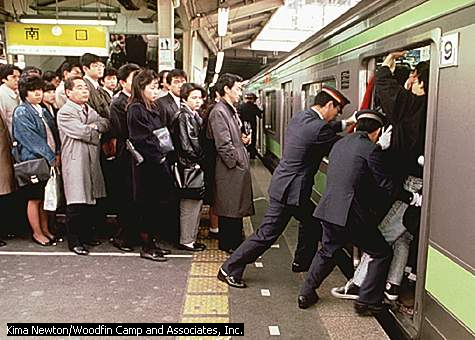 南口
9
Kima Newton/Woodfin Camp and Associates, Inc.